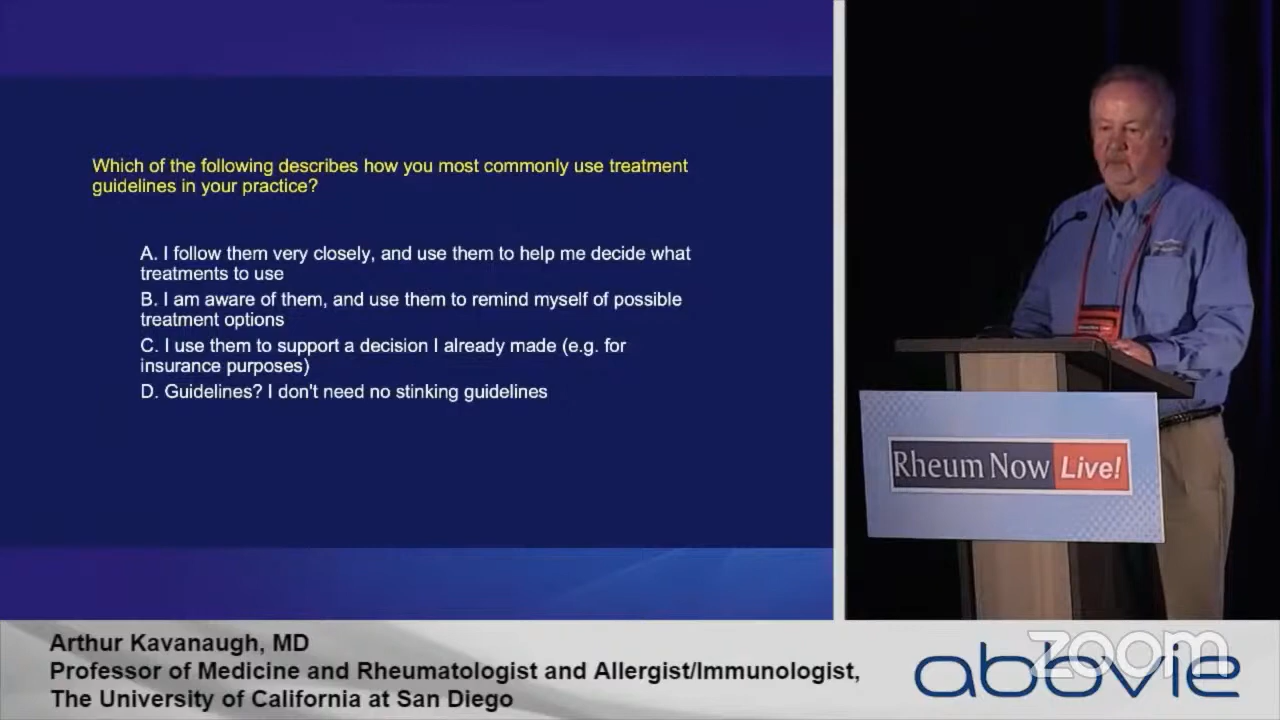 Which of the following describes how you most commonly use treatment
guidelines in your practice?
A. I follow them very closely, and use them to help me decide what
treatments to use
B. I am aware of them, and use them to remind myself of possible
treatment options
C. I use them to support a decision I already made (e.g. for
insurance purposes)
D. Guidelines? I don't need no stinking guidelines
Rheum Now Live!
Arthur Kavanaugh, MD
Professor of Medicine and Rheumatologist and Allergist/Immunologist,
The University of California at San Diego
abbvie
zoom